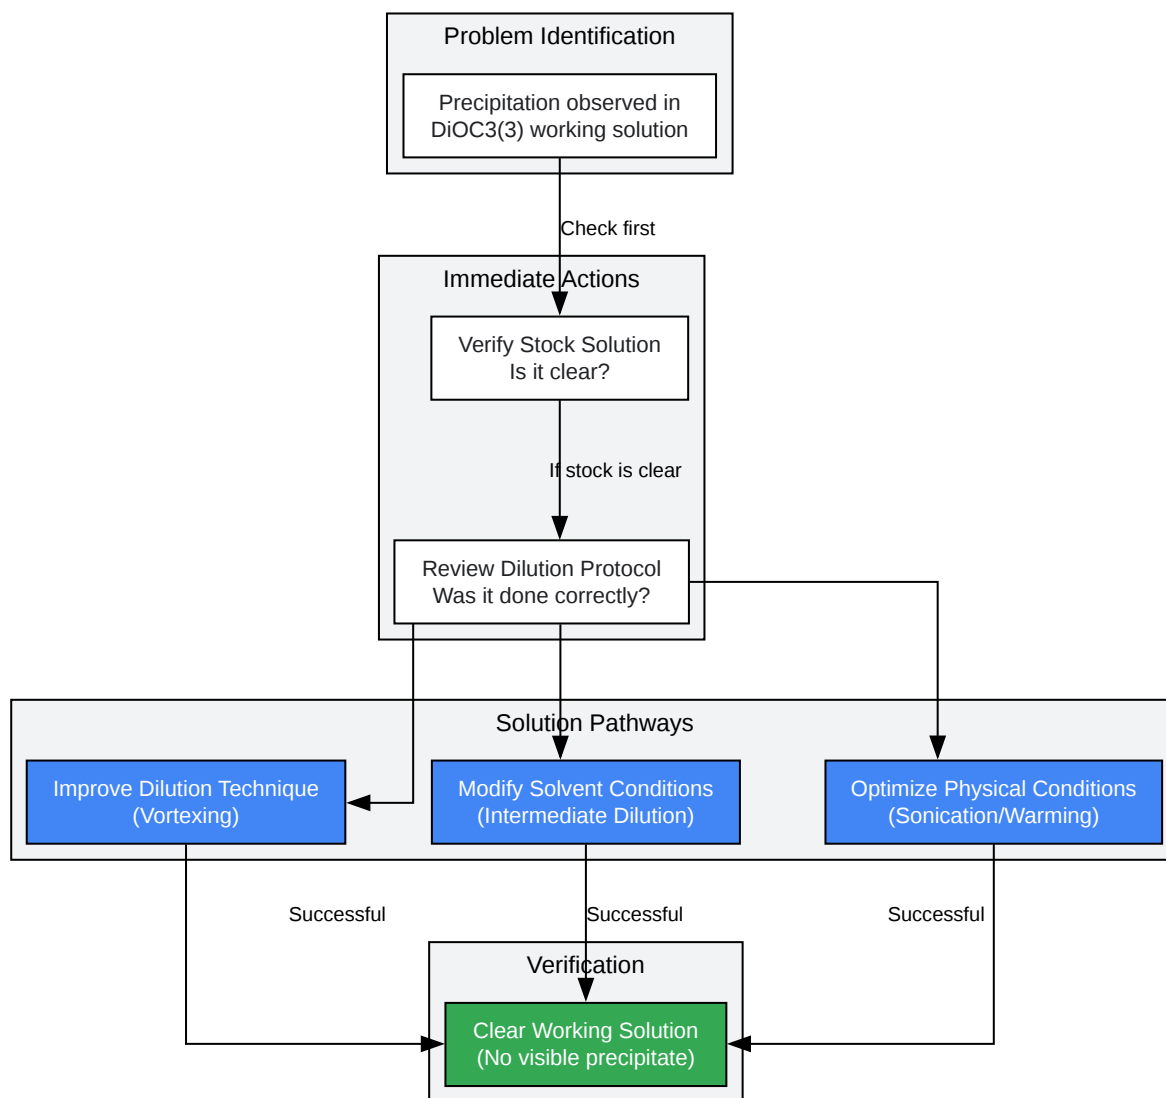 Problem Identification
Precipitation observed in
DiOC3(3) working solution
Check first
Immediate Actions
Verify Stock Solution
Is it clear?
If stock is clear
Review Dilution Protocol
Was it done correctly?
Solution Pathways
Improve Dilution Technique
(Vortexing)
Modify Solvent Conditions
(Intermediate Dilution)
Optimize Physical Conditions
(Sonication/Warming)
Successful
Successful
Successful
Verification
Clear Working Solution
(No visible precipitate)